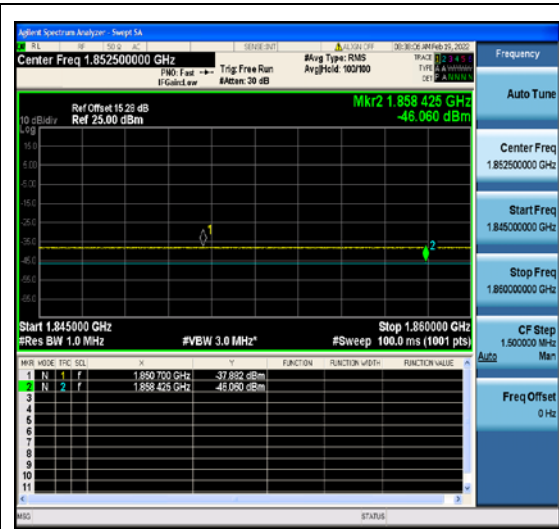 Agilent Spectrum Analyzer - Swept SA
RL RF 50 Ω AC SENSE:INT ALIGN OFF 08:38:06 AM Feb 19, 2022
Center Freq 1.852500000 GHz #Avg Type: RMS TRACE 1 2 3 4 5 6
PNO: Fast Trig: Free Run Avg|Hold: 100/100 TYPE
IFGain:Low #Atten: 30 dB DET
Mkr2 1.858 425 GHz
-46.060 dBm
Ref Offset 15.28 dB
10 dB/div Ref 25.00 dBm
Log
15.0
5.00
-5.00
-15.0
-25.0
-35.0
-45.0
-55.0
-65.0
1
2
Start 1.845000 GHz Stop 1.860000 GHz
#Res BW 1.0 MHz #VBW 3.0 MHz* #Sweep 100.0 ms (1001 pts)
MKR MODE TRC SCL X Y FUNCTION FUNCTION WIDTH FUNCTION VALUE
1 N 1 f 1.850 700 GHz -37.882 dBm
2 N 2 f 1.858 425 GHz -46.060 dBm
3
4
5
6
7
8
9
10
11
MSG STATUS
Frequency
Auto Tune
Center Freq
1.852500000 GHz
Start Freq
1.845000000 GHz
Stop Freq
1.860000000 GHz
CF Step
1.500000 MHz
Auto Man
Freq Offset
0 Hz